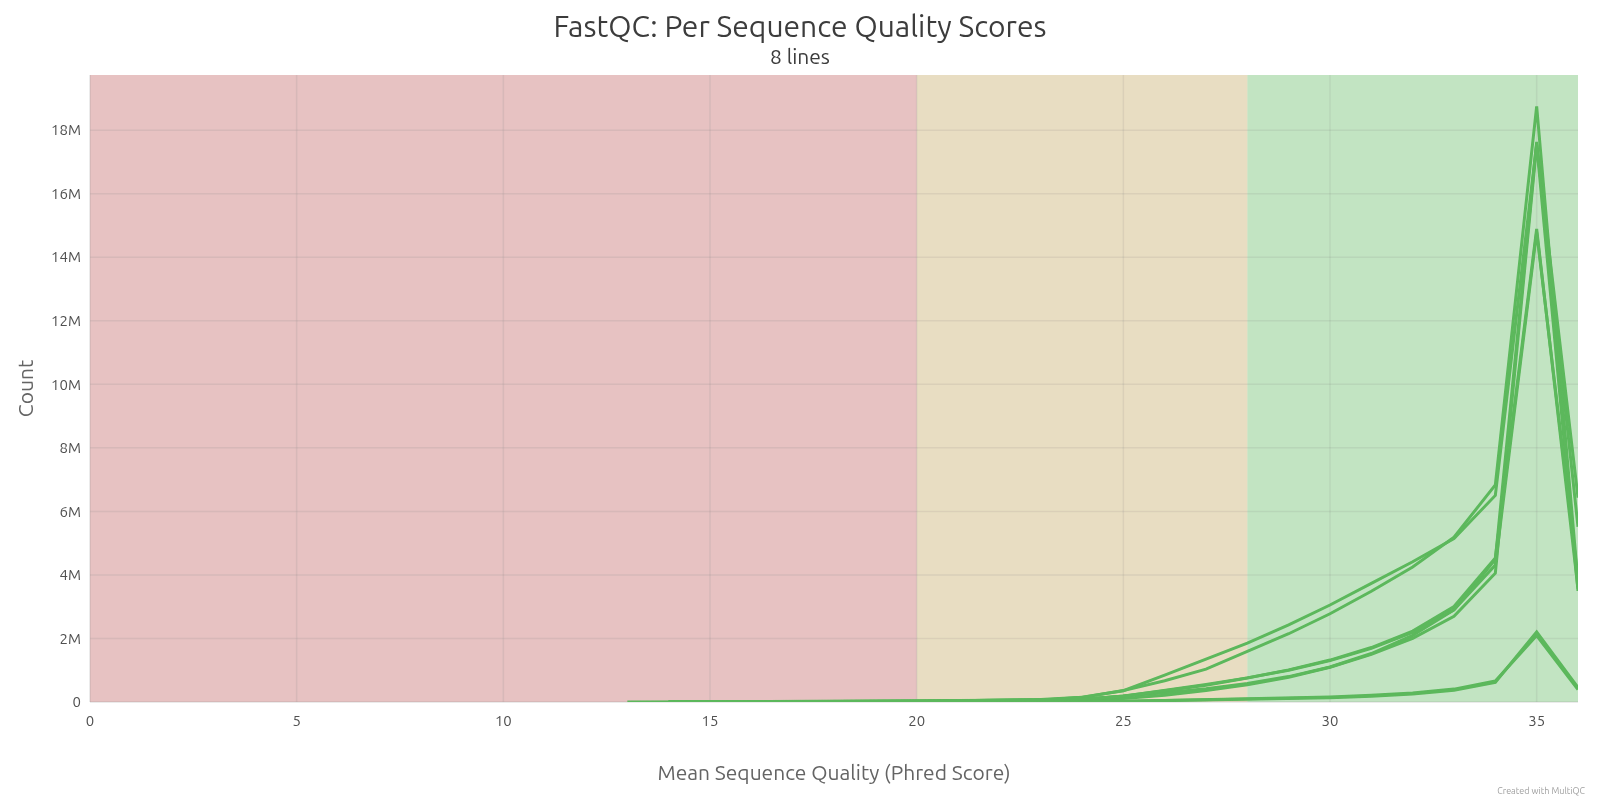 FastQC: Per Sequence Quality Scores
8 lines
18M
16M
14M
12M
10M
8M
6M
4M
2M
0
Count
0 5 10 15 20 25 30 35
Mean Sequence Quality (Phred Score)
Created with MultiQC